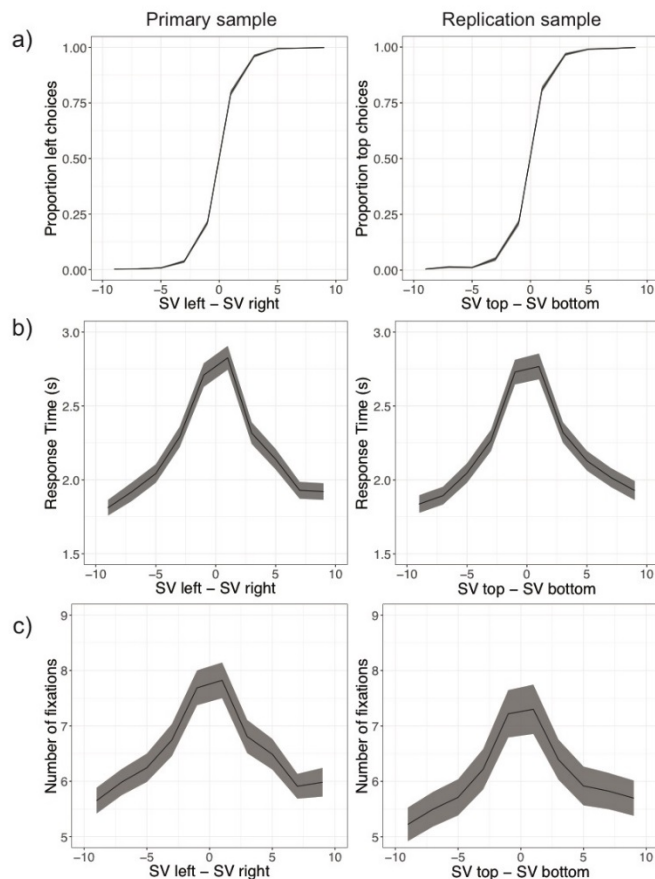 Primary sample
Replication sample
a)
Proportion left choices
1.00
0.75
0.50
0.25
0.00
−10 −5 0 5 10
SV left − SV right
Proportion top choices
1.00
0.75
0.50
0.25
0.00
−10 −5 0 5 10
SV top − SV bottom
b)
Response Time (s)
3.0
2.5
2.0
1.5
−10 −5 0 5 10
SV left − SV right
Response Time (s)
3.0
2.5
2.0
1.5
−10 −5 0 5 10
SV top − SV bottom
c)
Number of fixations
9
8
7
6
5
−10 −5 0 5 10
SV left − SV right
Number of fixations
9
8
7
6
5
−10 −5 0 5 10
SV top − SV bottom